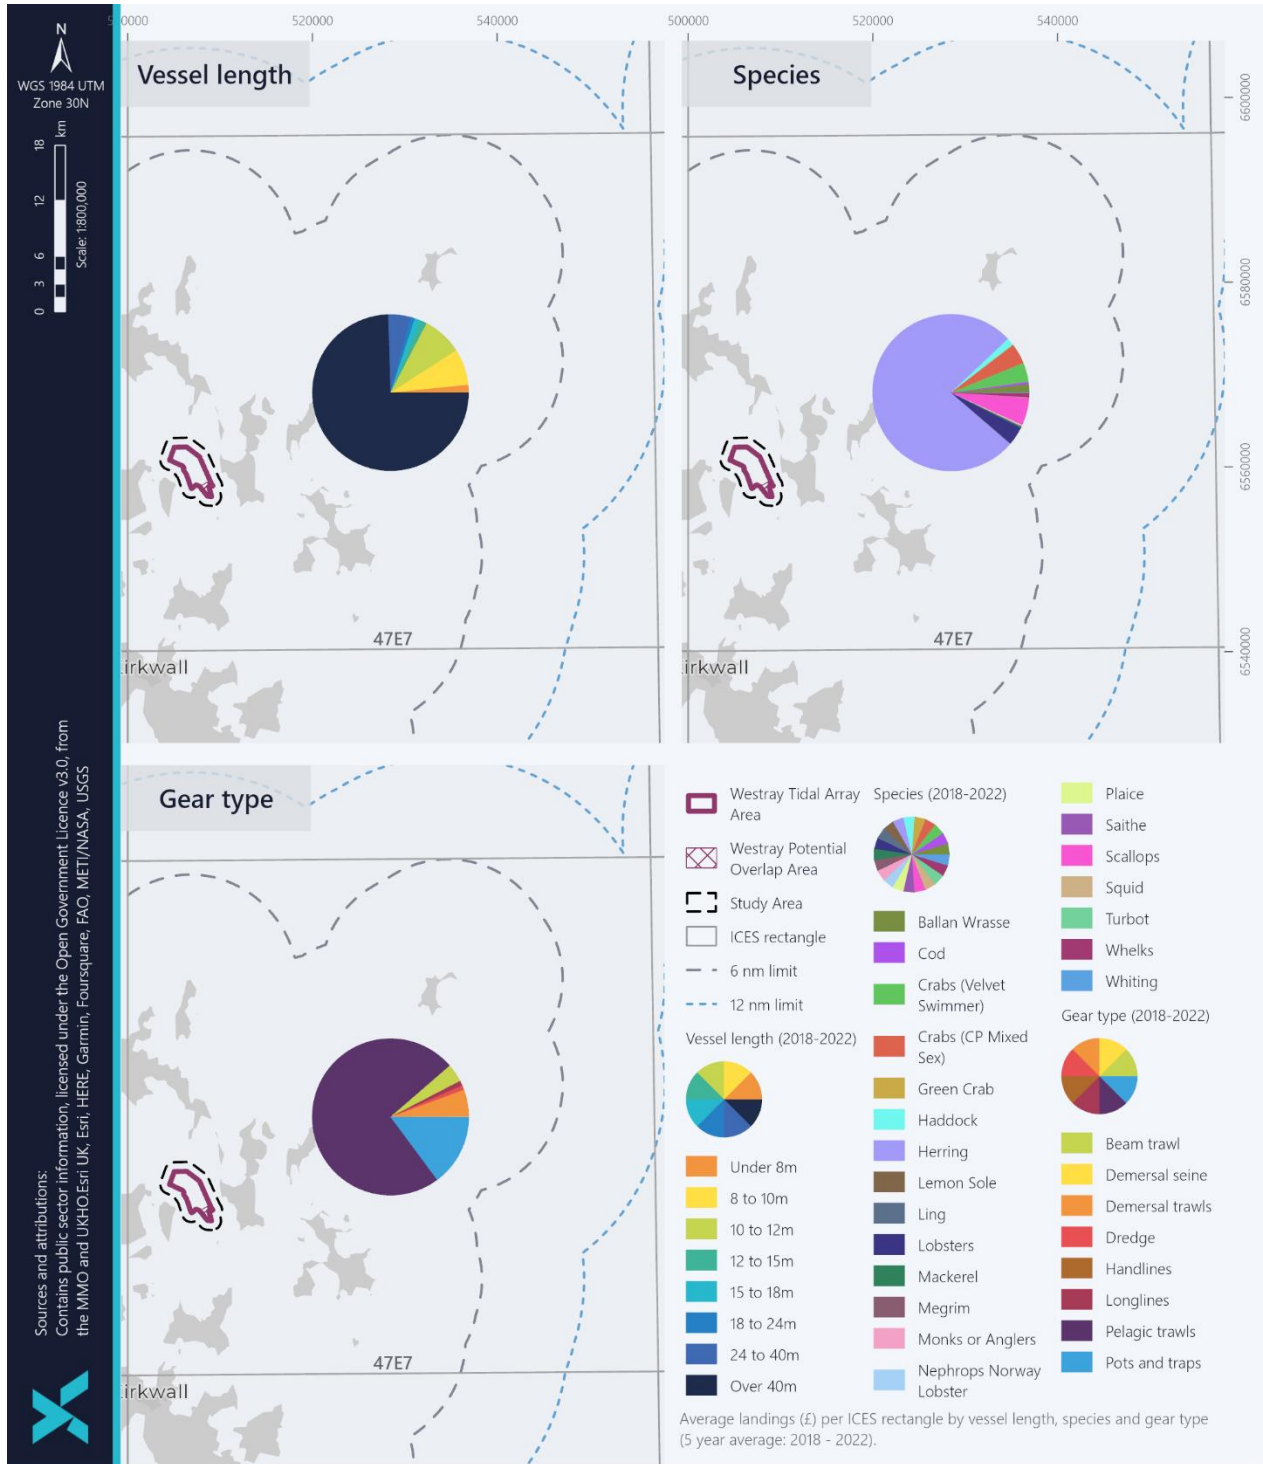 N
WGS 1984 UTM
Zone 30N
0 3 6 12 18 km
Scale: 1:800,000
Sources and attributions:
Contains public sector information, licensed under the Open Government Licence v3.0, from
the MMO and UKHO.Esri UK, Esri, HERE, Garmin, Foursquare, FAO, METI/NASA, USGS
520000 540000
500000 520000 540000
Vessel length
47E7
Species
47E7
6600000
6580000
6560000
6540000
Gear type
47E7
Westray Tidal Array
Area
Westray Potential
Overlap Area
Study Area
ICES rectangle
6 nm limit
12 nm limit
Vessel length (2018-2022)
Under 8m
8 to 10m
10 to 12m
12 to 15m
15 to 18m
18 to 24m
24 to 40m
Over 40m
Species (2018-2022)
Ballan Wrasse
Cod
Crabs (Velvet
Swimmer)
Crabs (CP Mixed
Sex)
Green Crab
Haddock
Herring
Lemon Sole
Ling
Lobsters
Mackerel
Megrim
Monks or Anglers
Nephrops Norway
Lobster
Plaice
Saithe
Scallops
Squid
Turbot
Whelks
Whiting
Gear type (2018-2022)
Beam trawl
Demersal seine
Demersal trawls
Dredge
Handlines
Longlines
Pelagic trawls
Pots and traps
Average landings (£) per ICES rectangle by vessel length, species and gear type
(5 year average: 2018 - 2022).